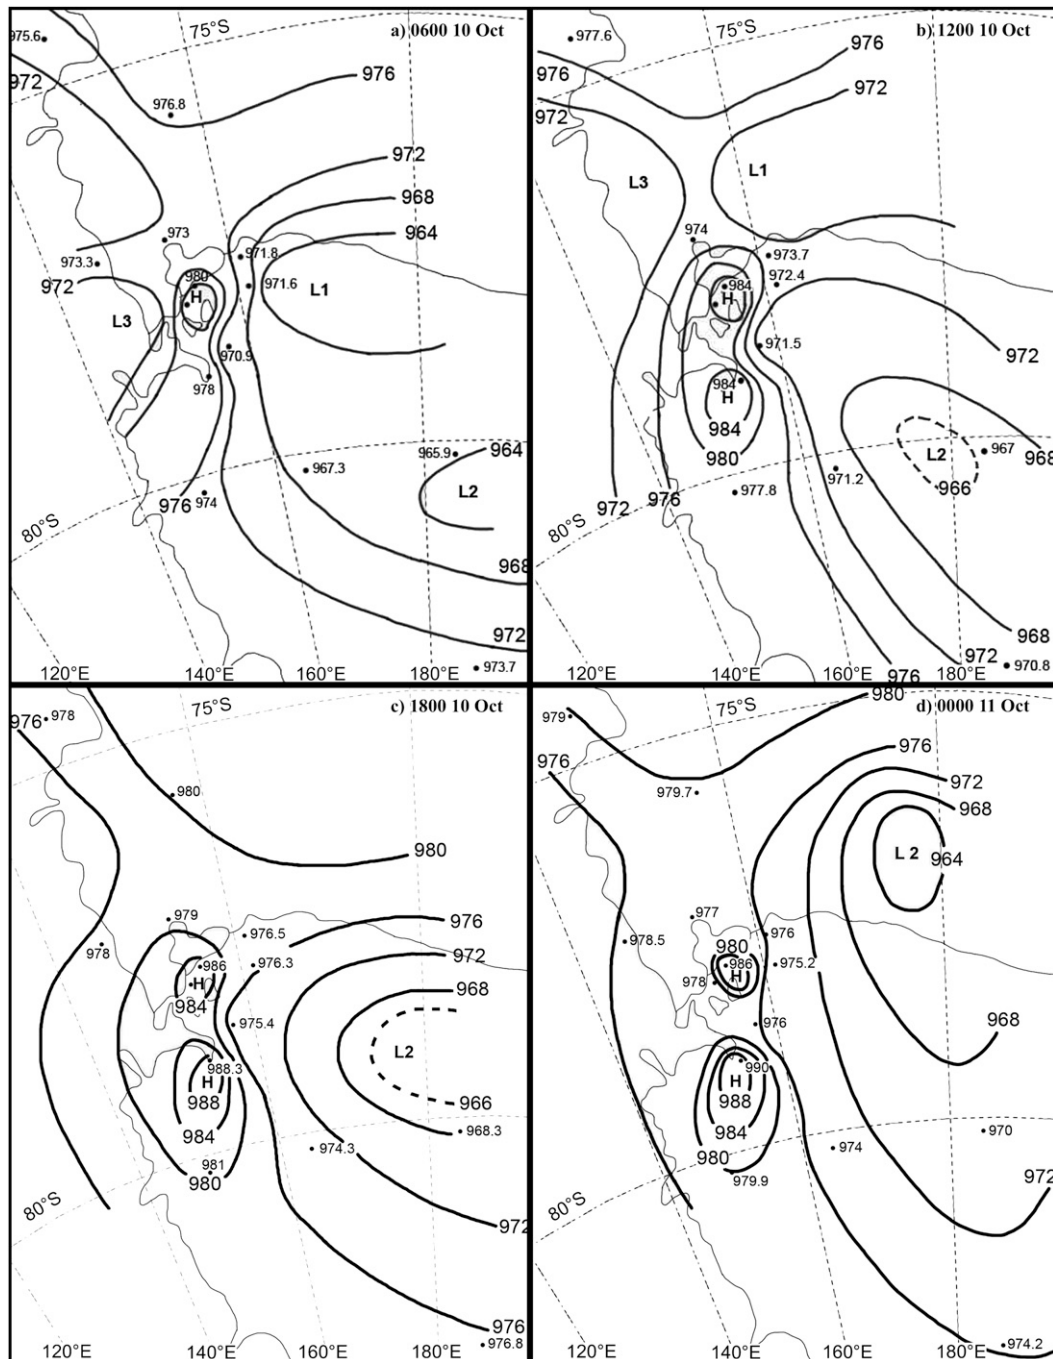 975.6
75°S
a) 0600 10 Oct
972
976
976.8
972
968
973
964
973.3
971.8
972
980
H
971.6
L1
L3
970.9
978
965.9
964
967.3
L2
976
974
80°S
968
972
973.7
120°E
140°E
160°E
180°E
977.6
75°S
b) 1200 10 Oct
976
976
972
972
L3
L1
974
973.7
972.4
984
H
971.5
972
984
H
984
L2
967
968
980
971.2
966
976
977.8
972
80°S
968
972
970.8
976
120°E
140°E
160°E
180°E
976
978
75°S
c) 1800 10 Oct
980
980
979
976
976.5
978
972
986
976.3
H
984
968
975.4
L2
988.3
H
988
966
984
968.3
974.3
981
980
80°S
972
976
976.8
120°E
140°E
160°E
180°E
979
75°S
980
d) 0000 11 Oct
976
976
972
979.7
968
L 2
964
977
978.5
976
980
986
975.2
H
978
976
968
990
H
988
984
970
980
974
979.9
972
80°S
974.2
120°E
140°E
160°E
180°E